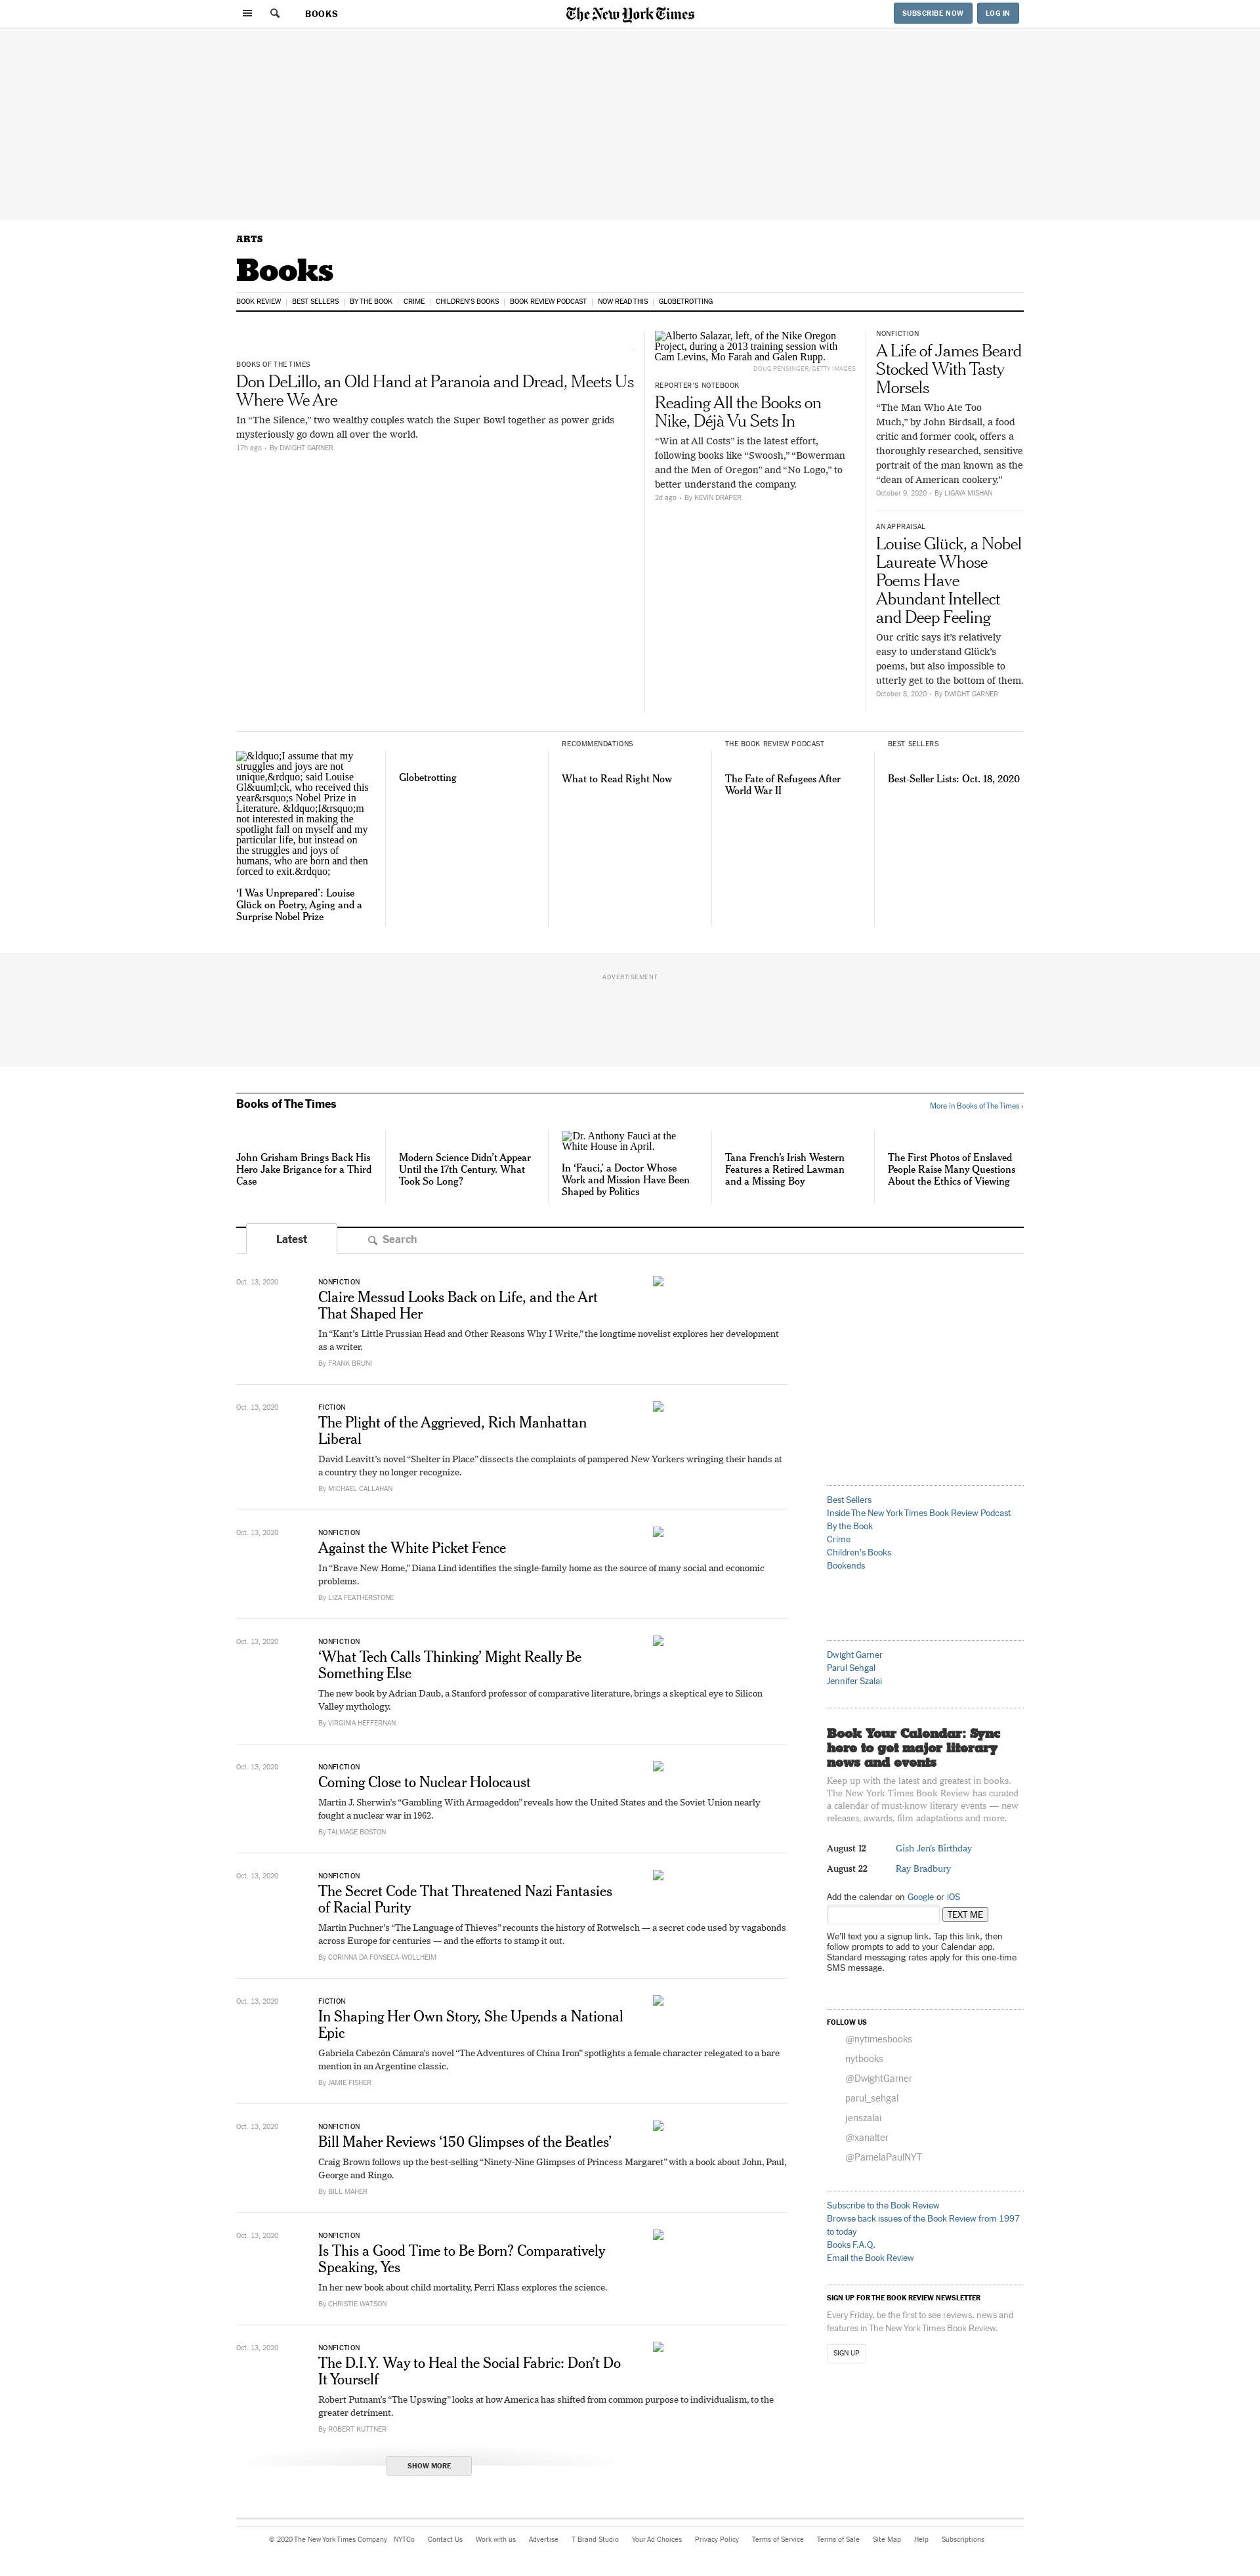 BOOKS
The New York Times
SUBSCRIBE NOW
LOG IN
ARTS
Books
BOOK REVIEW
BEST SELLERS
BY THE BOOK
CRIME
CHILDREN'S BOOKS
BOOK REVIEW PODCAST
NOW READ THIS
GLOBETROTTING
BOOKS OF THE TIMES
Don DeLillo, an Old Hand at Paranoia and Dread, Meets Us
Where We Are
In “The Silence,” two wealthy couples watch the Super Bowl together as power grids
mysteriously go down all over the world.
17h ago • By DWIGHT GARNER
Alberto Salazar, left, of the Nike Oregon
Project, during a 2013 training session with
Cam Levins, Mo Farah and Galen Rupp.
DOUG PENSINGER/GETTY IMAGES
REPORTER'S NOTEBOOK
Reading All the Books on
Nike, Déjà Vu Sets In
“Win at All Costs” is the latest effort,
following books like “Swoosh,” “Bowerman
and the Men of Oregon” and “No Logo,” to
better understand the company.
2d ago • By KEVIN DRAPER
NONFICTION
A Life of James Beard
Stocked With Tasty
Morsels
“The Man Who Ate Too
Much,” by John Birdsall, a food
critic and former cook, offers a
thoroughly researched, sensitive
portrait of the man known as the
“dean of American cookery.”
October 9, 2020 • By LIGAYA MISHAN
AN APPRAISAL
Louise Glück, a Nobel
Laureate Whose
Poems Have
Abundant Intellect
and Deep Feeling
Our critic says it’s relatively
easy to understand Glück’s
poems, but also impossible to
utterly get to the bottom of them.
October 8, 2020 • By DWIGHT GARNER
&ldquo;I assume that my
struggles and joys are not
unique,&rdquo; said Louise
Gl&uuml;ck, who received this
year&rsquo;s Nobel Prize in
Literature. &ldquo;I&rsquo;m
not interested in making the
spotlight fall on myself and my
particular life, but instead on
the struggles and joys of
humans, who are born and then
forced to exit.&rdquo;
‘I Was Unprepared’: Louise
Glück on Poetry, Aging and a
Surprise Nobel Prize
Globetrotting
RECOMMENDATIONS
What to Read Right Now
THE BOOK REVIEW PODCAST
The Fate of Refugees After
World War II
BEST SELLERS
Best-Seller Lists: Oct. 18, 2020
ADVERTISEMENT
Books of The Times
More in Books of The Times ›
John Grisham Brings Back His
Hero Jake Brigance for a Third
Case
Modern Science Didn’t Appear
Until the 17th Century. What
Took So Long?
Dr. Anthony Fauci at the
White House in April.
In ‘Fauci,’ a Doctor Whose
Work and Mission Have Been
Shaped by Politics
Tana French’s Irish Western
Features a Retired Lawman
and a Missing Boy
The First Photos of Enslaved
People Raise Many Questions
About the Ethics of Viewing
Latest
Search
Oct. 13, 2020
NONFICTION
Claire Messud Looks Back on Life, and the Art
That Shaped Her
In “Kant’s Little Prussian Head and Other Reasons Why I Write,” the longtime novelist explores her development
as a writer.
By FRANK BRUNI
Oct. 13, 2020
FICTION
The Plight of the Aggrieved, Rich Manhattan
Liberal
David Leavitt’s novel “Shelter in Place” dissects the complaints of pampered New Yorkers wringing their hands at
a country they no longer recognize.
By MICHAEL CALLAHAN
Oct. 13, 2020
NONFICTION
Against the White Picket Fence
In “Brave New Home,” Diana Lind identifies the single-family home as the source of many social and economic
problems.
By LIZA FEATHERSTONE
Oct. 13, 2020
NONFICTION
‘What Tech Calls Thinking’ Might Really Be
Something Else
The new book by Adrian Daub, a Stanford professor of comparative literature, brings a skeptical eye to Silicon
Valley mythology.
By VIRGINIA HEFFERNAN
Oct. 13, 2020
NONFICTION
Coming Close to Nuclear Holocaust
Martin J. Sherwin’s “Gambling With Armageddon” reveals how the United States and the Soviet Union nearly
fought a nuclear war in 1962.
By TALMAGE BOSTON
Oct. 13, 2020
NONFICTION
The Secret Code That Threatened Nazi Fantasies
of Racial Purity
Martin Puchner’s “The Language of Thieves” recounts the history of Rotwelsch — a secret code used by vagabonds
across Europe for centuries — and the efforts to stamp it out.
By CORINNA DA FONSECA-WOLLHEIM
Oct. 13, 2020
FICTION
In Shaping Her Own Story, She Upends a National
Epic
Gabriela Cabezón Cámara’s novel “The Adventures of China Iron” spotlights a female character relegated to a bare
mention in an Argentine classic.
By JAMIE FISHER
Oct. 13, 2020
NONFICTION
Bill Maher Reviews ‘150 Glimpses of the Beatles’
Craig Brown follows up the best-selling “Ninety-Nine Glimpses of Princess Margaret” with a book about John, Paul,
George and Ringo.
By BILL MAHER
Oct. 13, 2020
NONFICTION
Is This a Good Time to Be Born? Comparatively
Speaking, Yes
In her new book about child mortality, Perri Klass explores the science.
By CHRISTIE WATSON
Oct. 13, 2020
NONFICTION
The D.I.Y. Way to Heal the Social Fabric: Don’t Do
It Yourself
Robert Putnam’s “The Upswing” looks at how America has shifted from common purpose to individualism, to the
greater detriment.
By ROBERT KUTTNER
SHOW MORE
Best Sellers
Inside The New York Times Book Review Podcast
By the Book
Crime
Children's Books
Bookends
Dwight Garner
Parul Sehgal
Jennifer Szalai
Book Your Calendar: Sync
here to get major literary
news and events
Keep up with the latest and greatest in books.
The New York Times Book Review has curated
a calendar of must-know literary events — new
releases, awards, film adaptations and more.
August 12 Gish Jen's Birthday
August 22 Ray Bradbury
Add the calendar on Google or iOS
TEXT ME
We'll text you a signup link. Tap this link, then
follow prompts to add to your Calendar app.
Standard messaging rates apply for this one-time
SMS message.
FOLLOW US
@nytimesbooks
nytbooks
@DwightGarner
parul_sehgal
jenszalai
@xanalter
@PamelaPaulNYT
Subscribe to the Book Review
Browse back issues of the Book Review from 1997
to today
Books F.A.Q.
Email the Book Review
SIGN UP FOR THE BOOK REVIEW NEWSLETTER
Every Friday, be the first to see reviews, news and
features in The New York Times Book Review.
SIGN UP
© 2020 The New York Times Company
NYTCo
Contact Us
Work with us
Advertise
T Brand Studio
Your Ad Choices
Privacy Policy
Terms of Service
Terms of Sale
Site Map
Help
Subscriptions